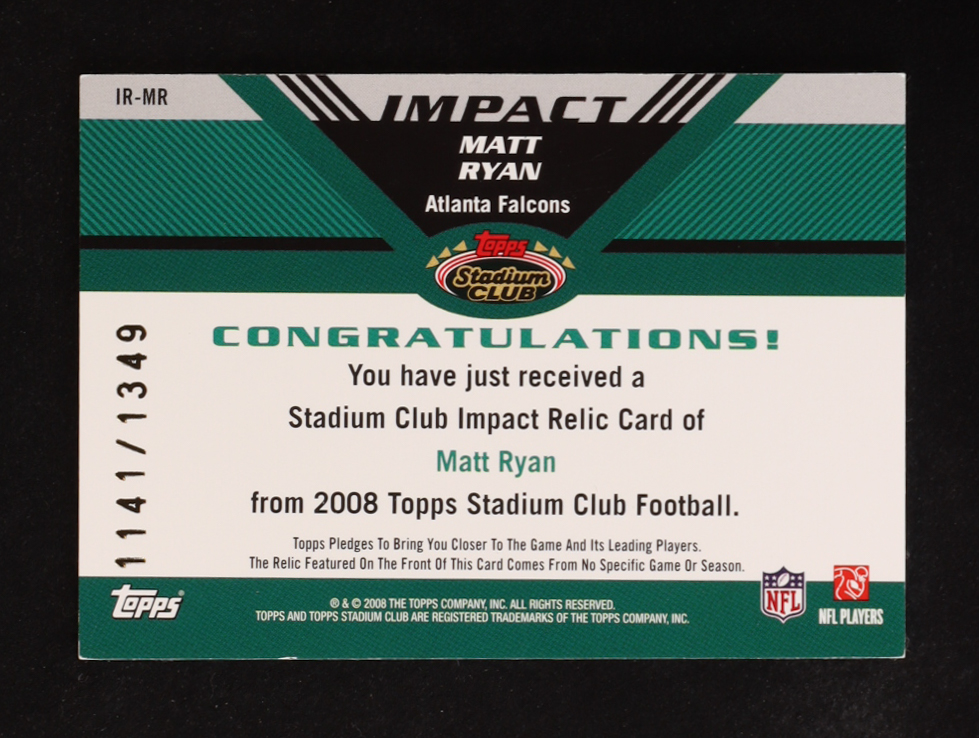 IR-MR
IMPACT
MATT
RYAN
Atlanta Falcons
Topps
Stadium
CLUB
CONGRATULATIONS!
You have just received a
Stadium Club Impact Relic Card of
Matt Ryan
from 2008 Topps Stadium Club Football.
Topps Pledges To Bring You Closer To The Game And Its Leading Players.
The Relic Featured On The Front Of This Card Comes From No Specific Game Or Season.
1141/1349
Topps
® & © 2008 THE TOPPS COMPANY, INC. ALL RIGHTS RESERVED.
TOPPS AND TOPPS STADIUM CLUB ARE REGISTERED TRADEMARKS OF THE TOPPS COMPANY, INC.
NFL
NFL PLAYERS